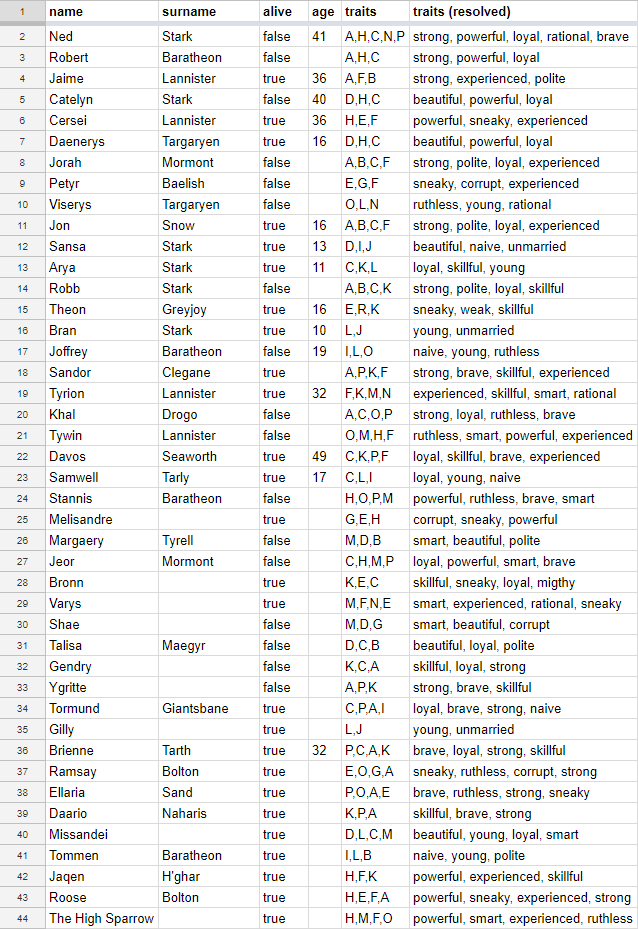 1 name surname alive age traits traits (resolved)
2 Ned Stark false 41 A,H,C,N,P strong, powerful, loyal, rational, brave
3 Robert Baratheon false A,H,C strong, powerful, loyal
4 Jaime Lannister true 36 A,F,B strong, experienced, polite
5 Catelyn Stark false 40 D,H,C beautiful, powerful, loyal
6 Cersei Lannister true 36 H,E,F powerful, sneaky, experienced
7 Daenerys Targaryen true 16 D,H,C beautiful, powerful, loyal
8 Jorah Mormont false A,B,C,F strong, polite, loyal, experienced
9 Petyr Baelish false E,G,F sneaky, corrupt, experienced
10 Viserys Targaryen false O,L,N ruthless, young, rational
11 Jon Snow true 16 A,B,C,F strong, polite, loyal, experienced
12 Sansa Stark true 13 D,I,J beautiful, naive, unmarried
13 Arya Stark true 11 C,K,L loyal, skillful, young
14 Robb Stark false A,B,C,K strong, polite, loyal, skillful
15 Theon Greyjoy true 16 E,R,K sneaky, weak, skillful
16 Bran Stark true 10 L,J young, unmarried
17 Joffrey Baratheon false 19 I,L,O naive, young, ruthless
18 Sandor Clegane true A,P,K,F strong, brave, skillful, experienced
19 Tyrion Lannister true 32 F,K,M,N experienced, skillful, smart, rational
20 Khal Drogo false A,C,O,P strong, loyal, ruthless, brave
21 Tywin Lannister false O,M,H,F ruthless, smart, powerful, experienced
22 Davos Seaworth true 49 C,K,P,F loyal, skillful, brave, experienced
23 Samwell Tarly true 17 C,L,I loyal, young, naive
24 Stannis Baratheon false H,O,P,M powerful, ruthless, brave, smart
25 Melisandre true G,E,H corrupt, sneaky, powerful
26 Margaery Tyrell false M,D,B smart, beautiful, polite
27 Jeor Mormont false C,H,M,P loyal, powerful, smart, brave
28 Bronn true K,E,C skillful, sneaky, loyal, migthy
29 Varys true M,F,N,E smart, experienced, rational, sneaky
30 Shae false M,D,G smart, beautiful, corrupt
31 Talisa Maegyr false D,C,B beautiful, loyal, polite
32 Gendry false K,C,A skillful, loyal, strong
33 Ygritte false A,P,K strong, brave, skillful
34 Tormund Giantsbane true C,P,A,I loyal, brave, strong, naive
35 Gilly true L,J young, unmarried
36 Brienne Tarth true 32 P,C,A,K brave, loyal, strong, skillful
37 Ramsay Bolton true E,O,G,A sneaky, ruthless, corrupt, strong
38 Ellaria Sand true P,O,A,E brave, ruthless, strong, sneaky
39 Daario Naharis true K,P,A skillful, brave, strong
40 Missandei true D,L,C,M beautiful, young, loyal, smart
41 Tommen Baratheon true I,L,B naive, young, polite
42 Jaqen H'ghar true H,F,K powerful, experienced, skillful
43 Roose Bolton true H,E,F,A powerful, sneaky, experienced, strong
44 The High Sparrow true H,M,F,O powerful, smart, experienced, ruthless